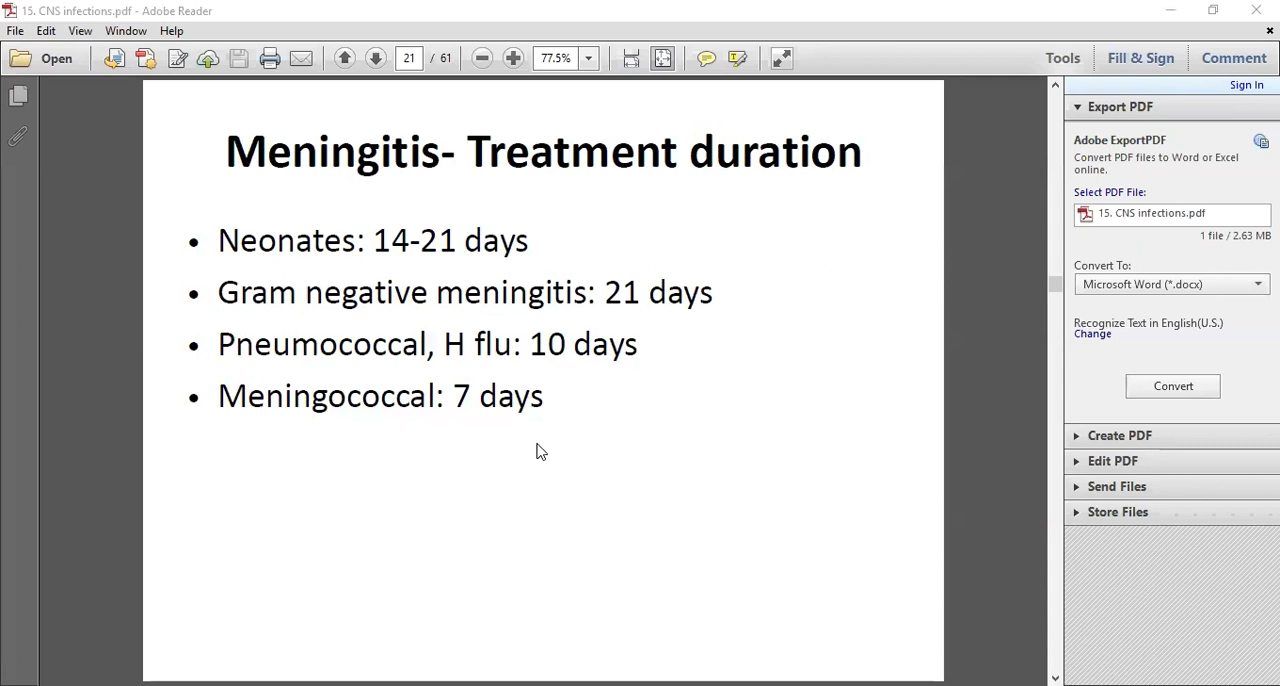 15. CNS infections.pdf - Adobe Reader
File Edit View Window Help
Open 21 / 61 77.5% Tools Fill & Sign Comment
Sign In
Export PDF
Adobe ExportPDF
Convert PDF files to Word or Excel
online.
Select PDF File:
15. CNS infections.pdf
1 file / 2.63 MB
Convert To:
Microsoft Word (*.docx)
Recognize Text in English(U.S.)
Change
Convert
Create PDF
Edit PDF
Send Files
Store Files
Meningitis- Treatment duration
• Neonates: 14-21 days
• Gram negative meningitis: 21 days
• Pneumococcal, H flu: 10 days
• Meningococcal: 7 days